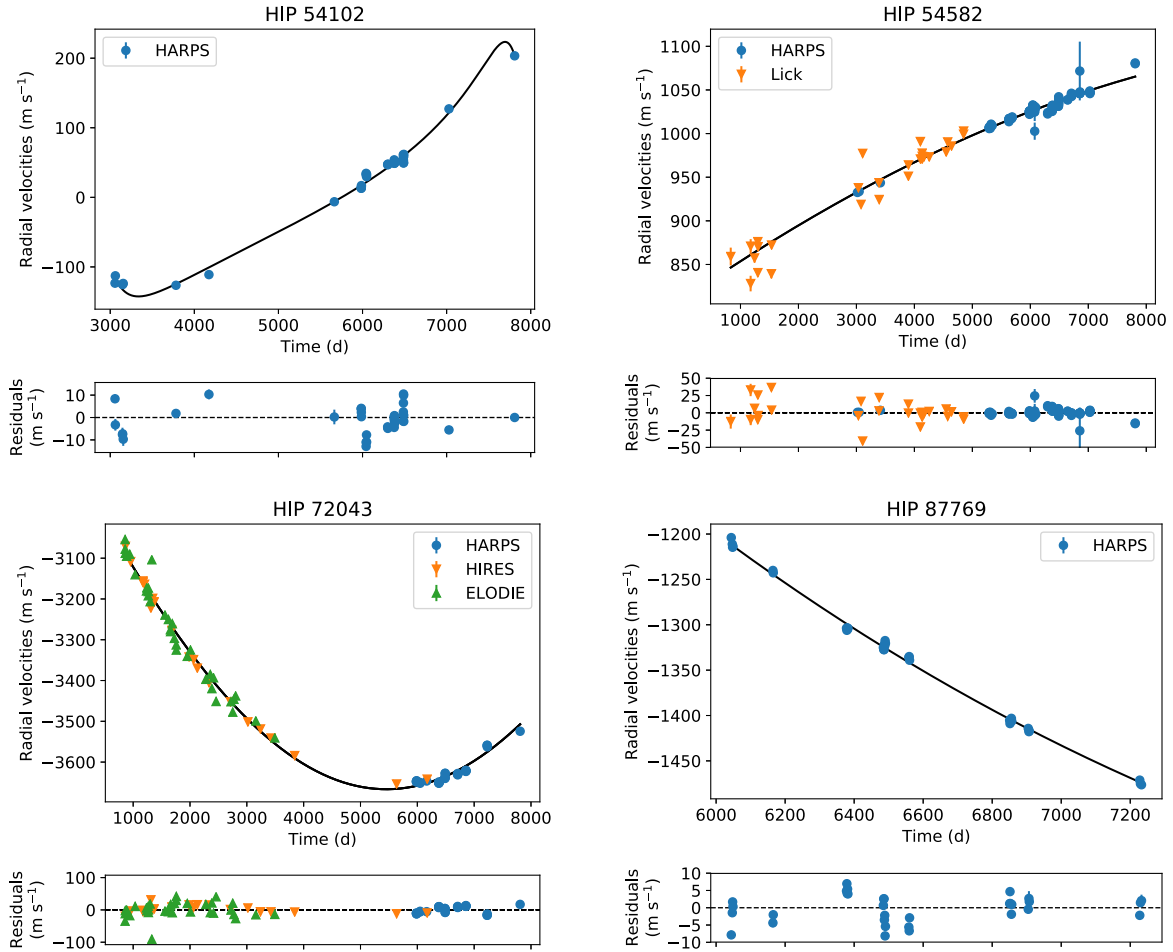 HIP 54102
Radial velocities (m s⁻¹)
200
100
0
−100
HARPS
3000 4000 5000 6000 7000 8000
Time (d)
Residuals
(m s⁻¹)
10
0
−10
HIP 54582
Radial velocities (m s⁻¹)
1100
1050
1000
950
900
850
HARPS
Lick
1000 2000 3000 4000 5000 6000 7000 8000
Time (d)
Residuals
(m s⁻¹)
50
25
0
−25
−50
HIP 72043
Radial velocities (m s⁻¹)
−3100
−3200
−3300
−3400
−3500
−3600
HARPS
HIRES
ELODIE
1000 2000 3000 4000 5000 6000 7000 8000
Time (d)
Residuals
(m s⁻¹)
100
0
−100
HIP 87769
Radial velocities (m s⁻¹)
−1200
−1250
−1300
−1350
−1400
−1450
HARPS
6000 6200 6400 6600 6800 7000 7200
Time (d)
Residuals
(m s⁻¹)
10
5
0
−5
−10